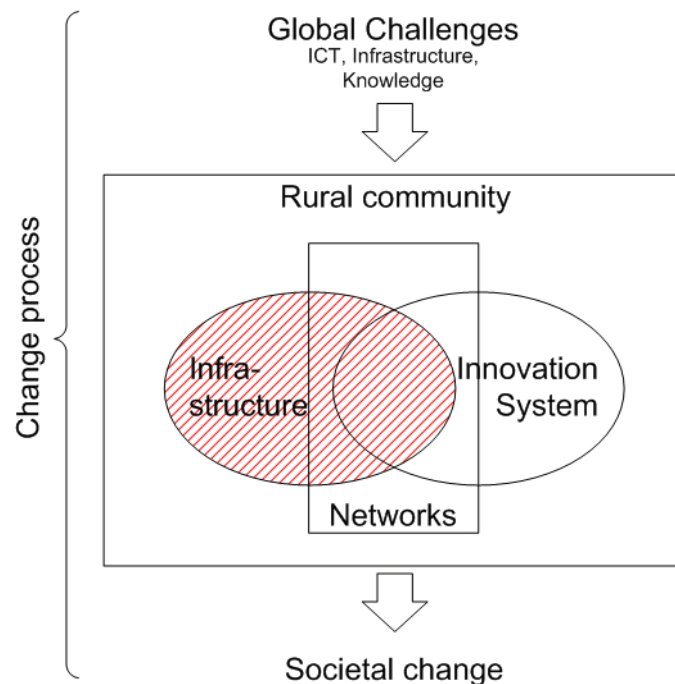 Global Challenges
ICT, Infrastructure,
Knowledge
Change process
Rural community
Infra-
structure
Innovation
System
Networks
Societal change